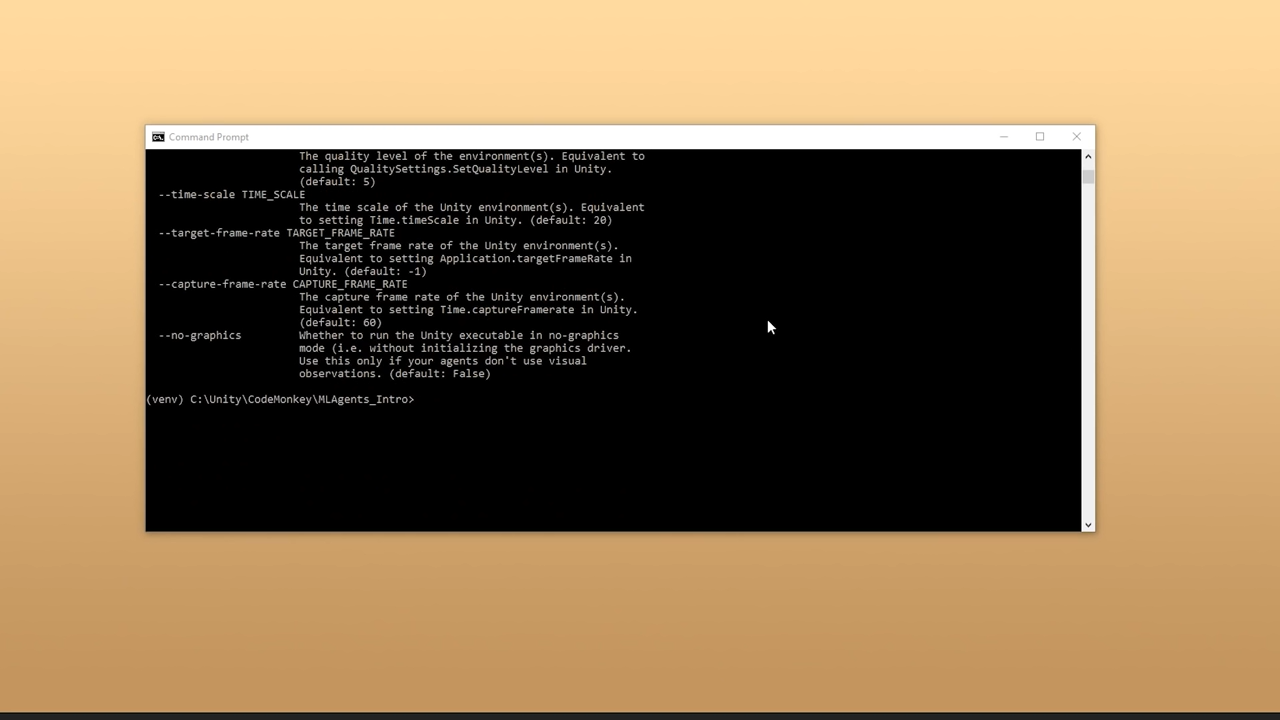 Command Prompt
The quality level of the environment(s). Equivalent to
calling QualitySettings.SetQualityLevel in Unity.
(default: 5)
--time-scale TIME_SCALE
The time scale of the Unity environment(s). Equivalent
to setting Time.timeScale in Unity. (default: 20)
--target-frame-rate TARGET_FRAME_RATE
The target frame rate of the Unity environment(s).
Equivalent to setting Application.targetFrameRate in
Unity. (default: -1)
--capture-frame-rate CAPTURE_FRAME_RATE
The capture frame rate of the Unity environment(s).
Equivalent to setting Time.captureFramerate in Unity.
(default: 60)
--no-graphics Whether to run the Unity executable in no-graphics
mode (i.e. without initializing the graphics driver.
Use this only if your agents don't use visual
observations. (default: False)
(venv) C:\Unity\CodeMonkey\MLAgents_Intro>